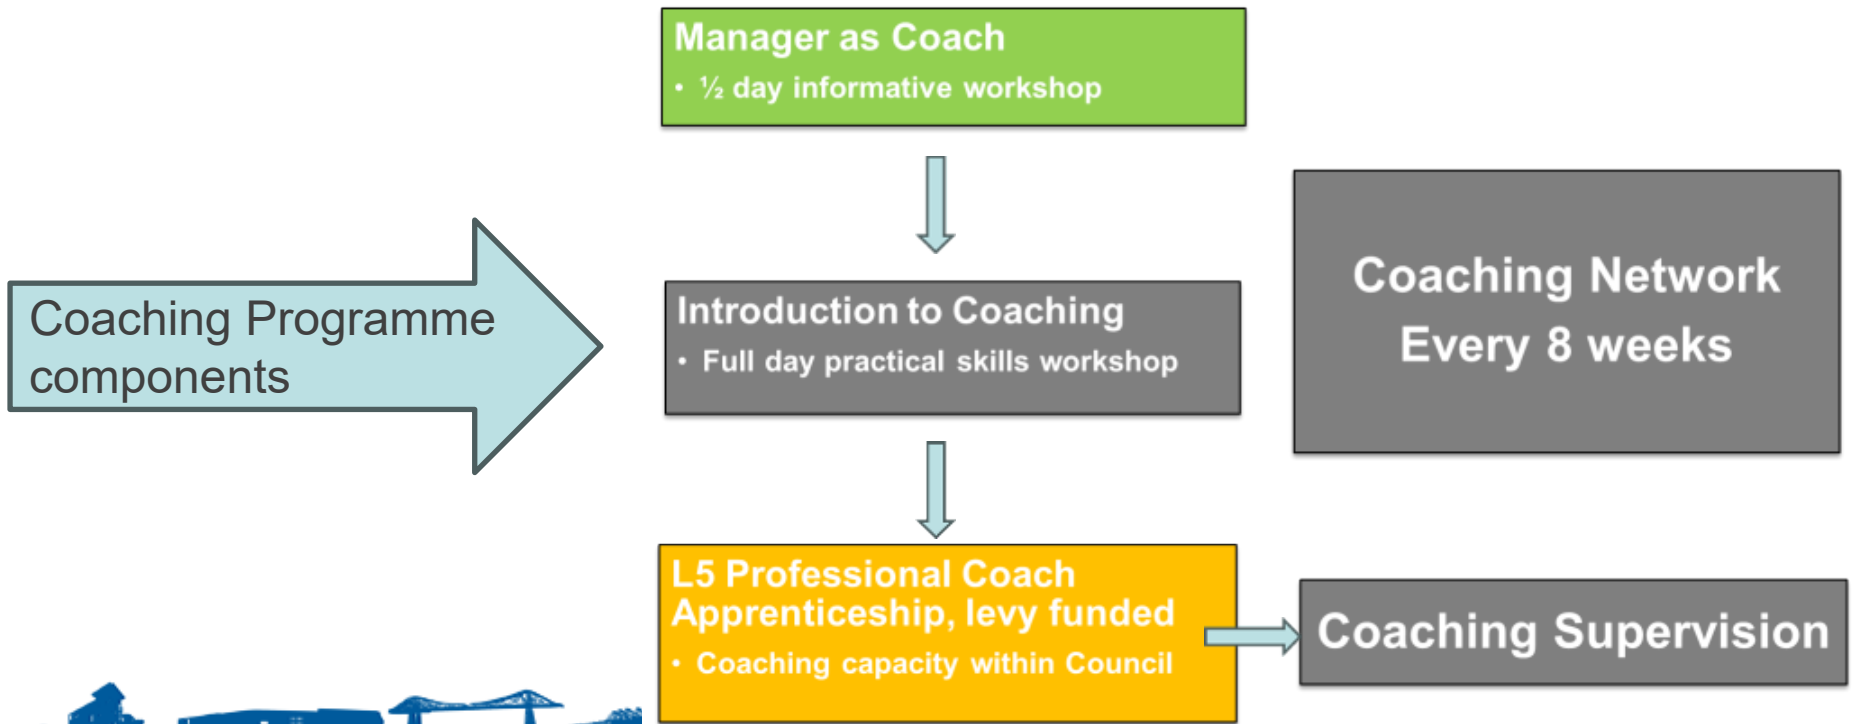 Manager as Coach
• ½ day informative workshop
Coaching Programme
components
Introduction to Coaching
• Full day practical skills workshop
Coaching Network
Every 8 weeks
L5 Professional Coach
Apprenticeship, levy funded
• Coaching capacity within Council
Coaching Supervision